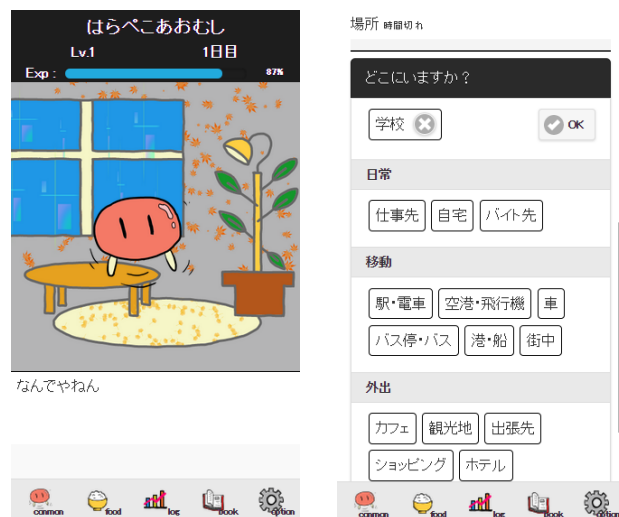 はらぺこあおむし
Lv.1 1日目
Exp : 87%
なんでやねん
common food log Book Option
場所 時間切れ
どこにいますか？
学校 OK
日常
仕事先 自宅 バイト先
移動
駅・電車 空港・飛行機 車
バス停・バス 港・船 街中
外出
カフェ 観光地 出張先
ショッピング ホテル
common food log Book Option